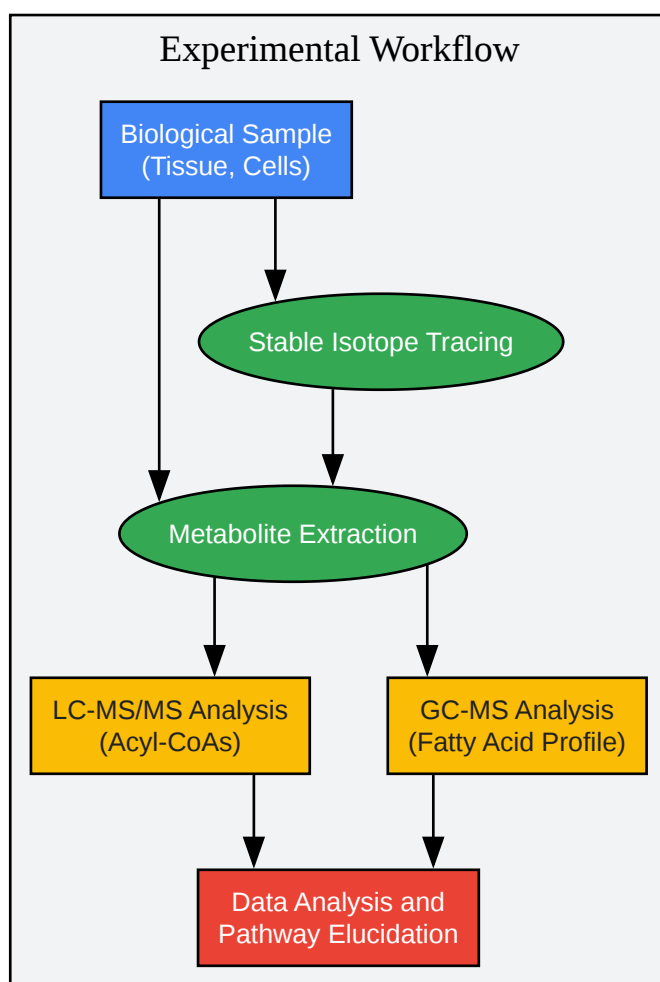 Experimental Workflow
Biological Sample
(Tissue, Cells)
Stable Isotope Tracing
Metabolite Extraction
LC-MS/MS Analysis
(Acyl-CoAs)
GC-MS Analysis
(Fatty Acid Profile)
Data Analysis and
Pathway Elucidation